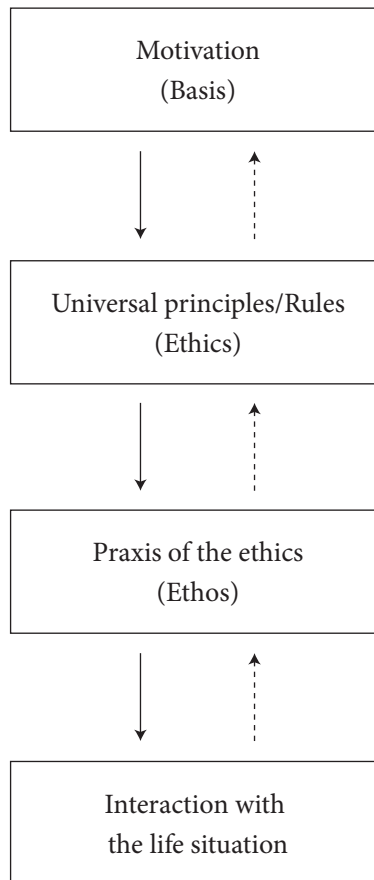 Motivation
(Basis)
Universal principles/Rules
(Ethics)
Praxis of the ethics
(Ethos)
Interaction with
the life situation